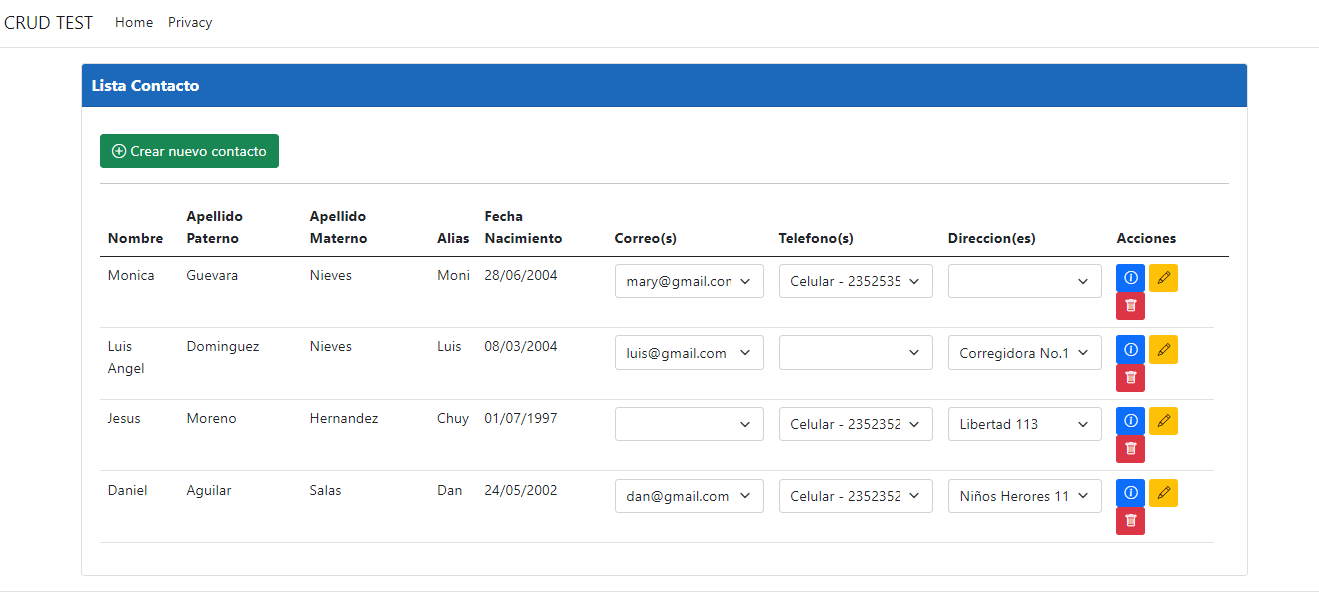 CRUD TEST Home Privacy
Lista Contacto
Crear nuevo contacto
Nombre Apellido Paterno Apellido Materno Alias Fecha Nacimiento Correo(s) Telefono(s) Direccion(es) Acciones
Monica Guevara Nieves Moni 28/06/2004 mary@gmail.com Celular - 2352535
Luis Angel Dominguez Nieves Luis 08/03/2004 luis@gmail.com Corregidora No.1
Jesus Moreno Hernandez Chuy 01/07/1997 Celular - 2352352 Libertad 113
Daniel Aguilar Salas Dan 24/05/2002 dan@gmail.com Celular - 2352352 Niños Herores 11